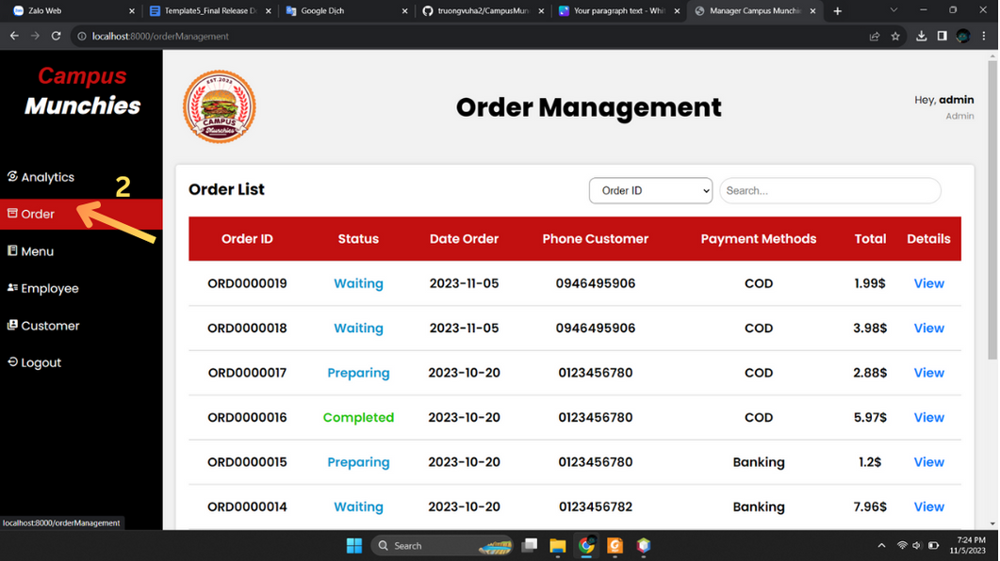 Zalo Web
Template5_Final Release Do
Google Dịch
truongvuha2/CampusMun
Your paragraph text - Whi
Manager Campus Munchie
localhost:8000/orderManagement
Campus
Munchies
EST.2023
CAMPUS
Munchies
Order Management
Hey, admin
Admin
Analytics
2
Order
Menu
Employee
Customer
Logout
Order List
Order ID
Search...
Order ID Status Date Order Phone Customer Payment Methods Total Details
ORD0000019 Waiting 2023-11-05 0946495906 COD 1.99$ View
ORD0000018 Waiting 2023-11-05 0946495906 COD 3.98$ View
ORD0000017 Preparing 2023-10-20 0123456780 COD 2.88$ View
ORD0000016 Completed 2023-10-20 0123456780 COD 5.97$ View
ORD0000015 Preparing 2023-10-20 0123456780 Banking 1.2$ View
ORD0000014 Waiting 2023-10-20 0123456782 Banking 7.96$ View
localhost:8000/orderManagement
Search
7:24 PM
11/5/2023